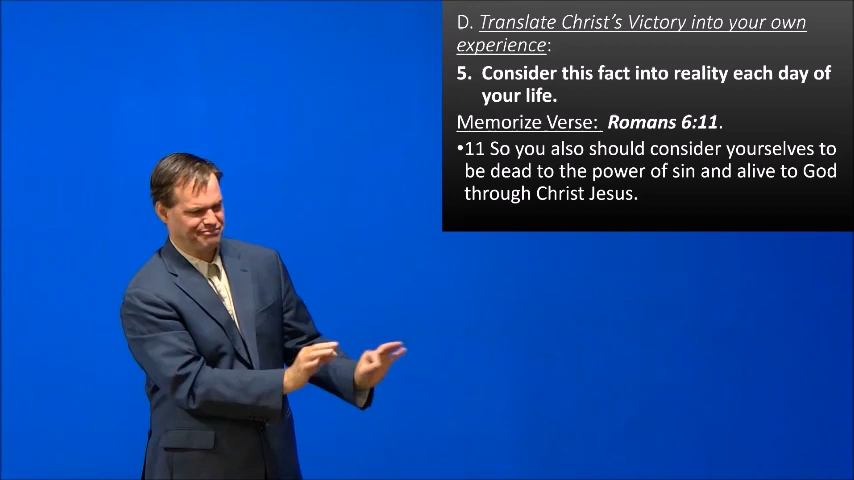 D. Translate Christ's Victory into your own
experience:
5. Consider this fact into reality each day of
your life.
Memorize Verse: Romans 6:11.
•11 So you also should consider yourselves to
be dead to the power of sin and alive to God
through Christ Jesus.